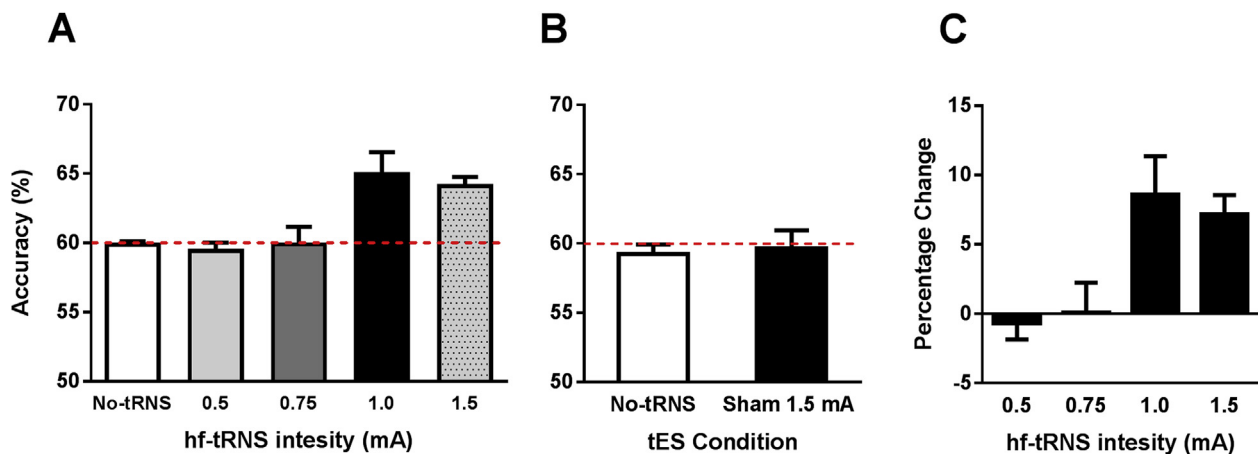 A
B
C
Accuracy (%)
70
65
60
55
50
No-tRNS 0.5 0.75 1.0 1.5
hf-tRNS intesity (mA)
70
65
60
55
50
No-tRNS Sham 1.5 mA
tES Condition
Percentage Change
15
10
5
0
-5
0.5 0.75 1.0 1.5
hf-tRNS intesity (mA)